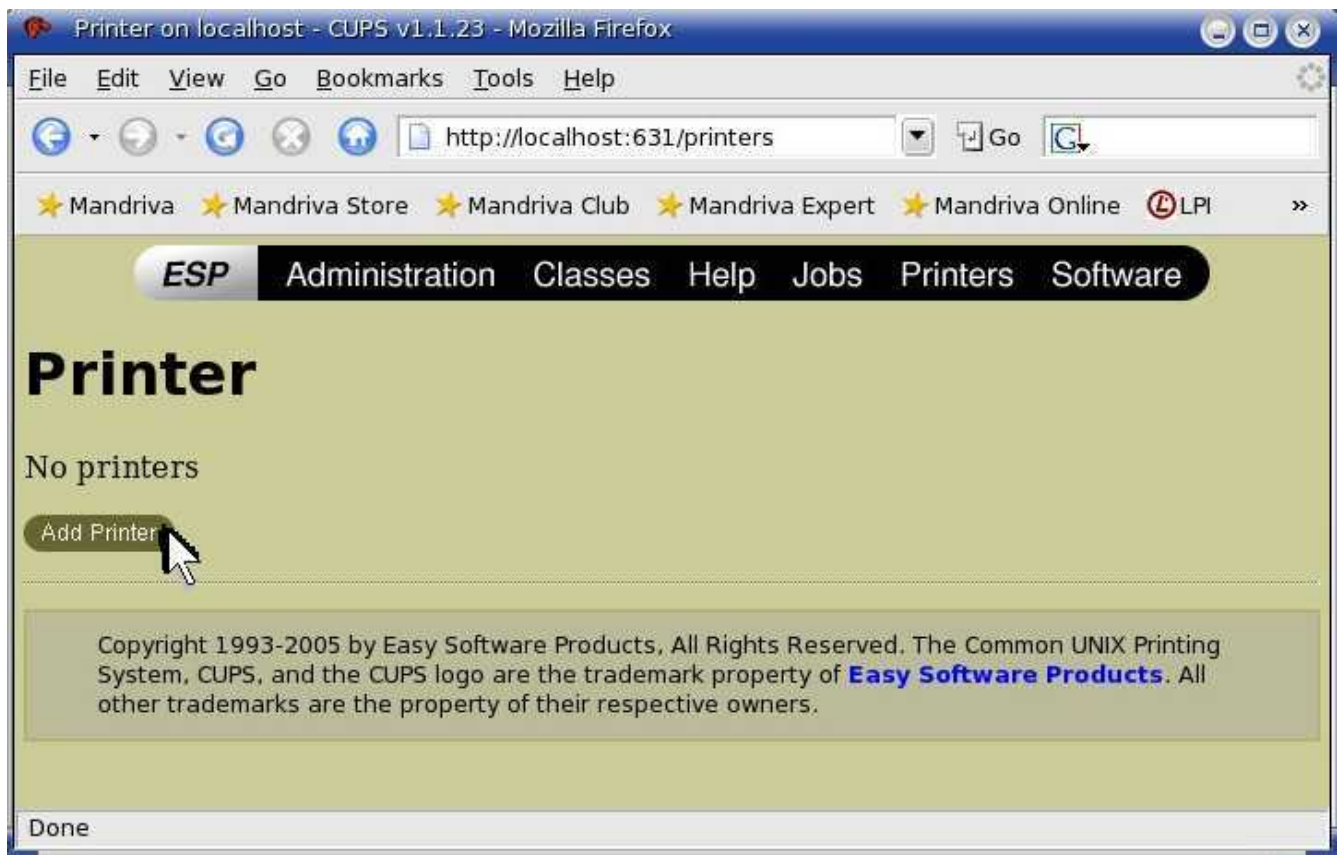 Printer on localhost - CUPS v1.1.23 - Mozilla Firefox
File Edit View Go Bookmarks Tools Help
http://localhost:631/printers Go G
Mandriva Mandriva Store Mandriva Club Mandriva Expert Mandriva Online LPI »
ESP Administration Classes Help Jobs Printers Software
Printer
No printers
Add Printer
Copyright 1993-2005 by Easy Software Products, All Rights Reserved. The Common UNIX Printing
System, CUPS, and the CUPS logo are the trademark property of Easy Software Products. All
other trademarks are the property of their respective owners.
Done